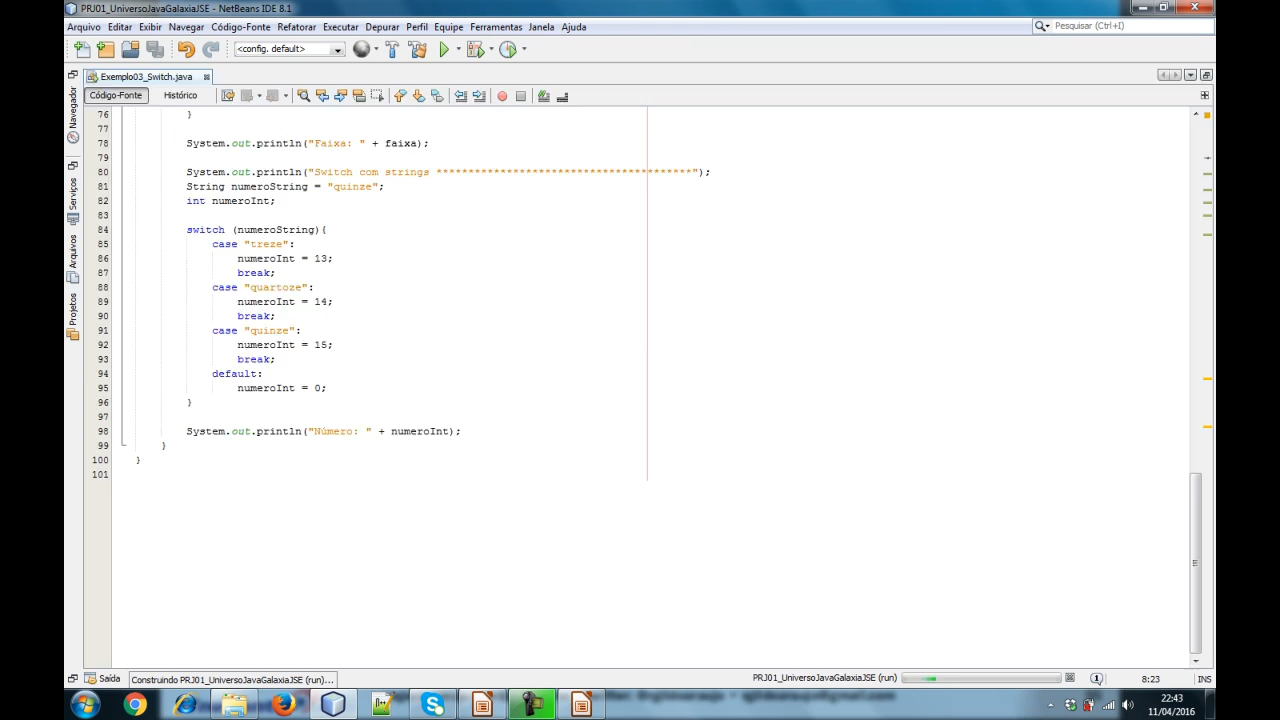 PRJ01_UniversoJavaGalaxiaJSE - NetBeans IDE 8.1
Arquivo Editar Exibir Navegar Código-Fonte Refatorar Executar Depurar Perfil Equipe Ferramentas Janela Ajuda
Pesquisar (Ctrl+I)
<config. default>
Exemplo03_Switch.java
Código-Fonte Histórico
Navegador
Serviços
Arquivos
Projetos
76 }
77
78 System.out.println("Faixa: " + faixa);
79
80 System.out.println("Switch com strings ****************************************");
81 String numeroString = "quinze";
82 int numeroInt;
83
84 switch (numeroString){
85 case "treze":
86 numeroInt = 13;
87 break;
88 case "quartoze":
89 numeroInt = 14;
90 break;
91 case "quinze":
92 numeroInt = 15;
93 break;
94 default:
95 numeroInt = 0;
96 }
97
98 System.out.println("Número: " + numeroInt);
99 }
100 }
101
Saída Construindo PRJ01_UniversoJavaGalaxiaJSE (run)... PRJ01_UniversoJavaGalaxiaJSE (run) 1 8:23 INS
22:43
11/04/2016